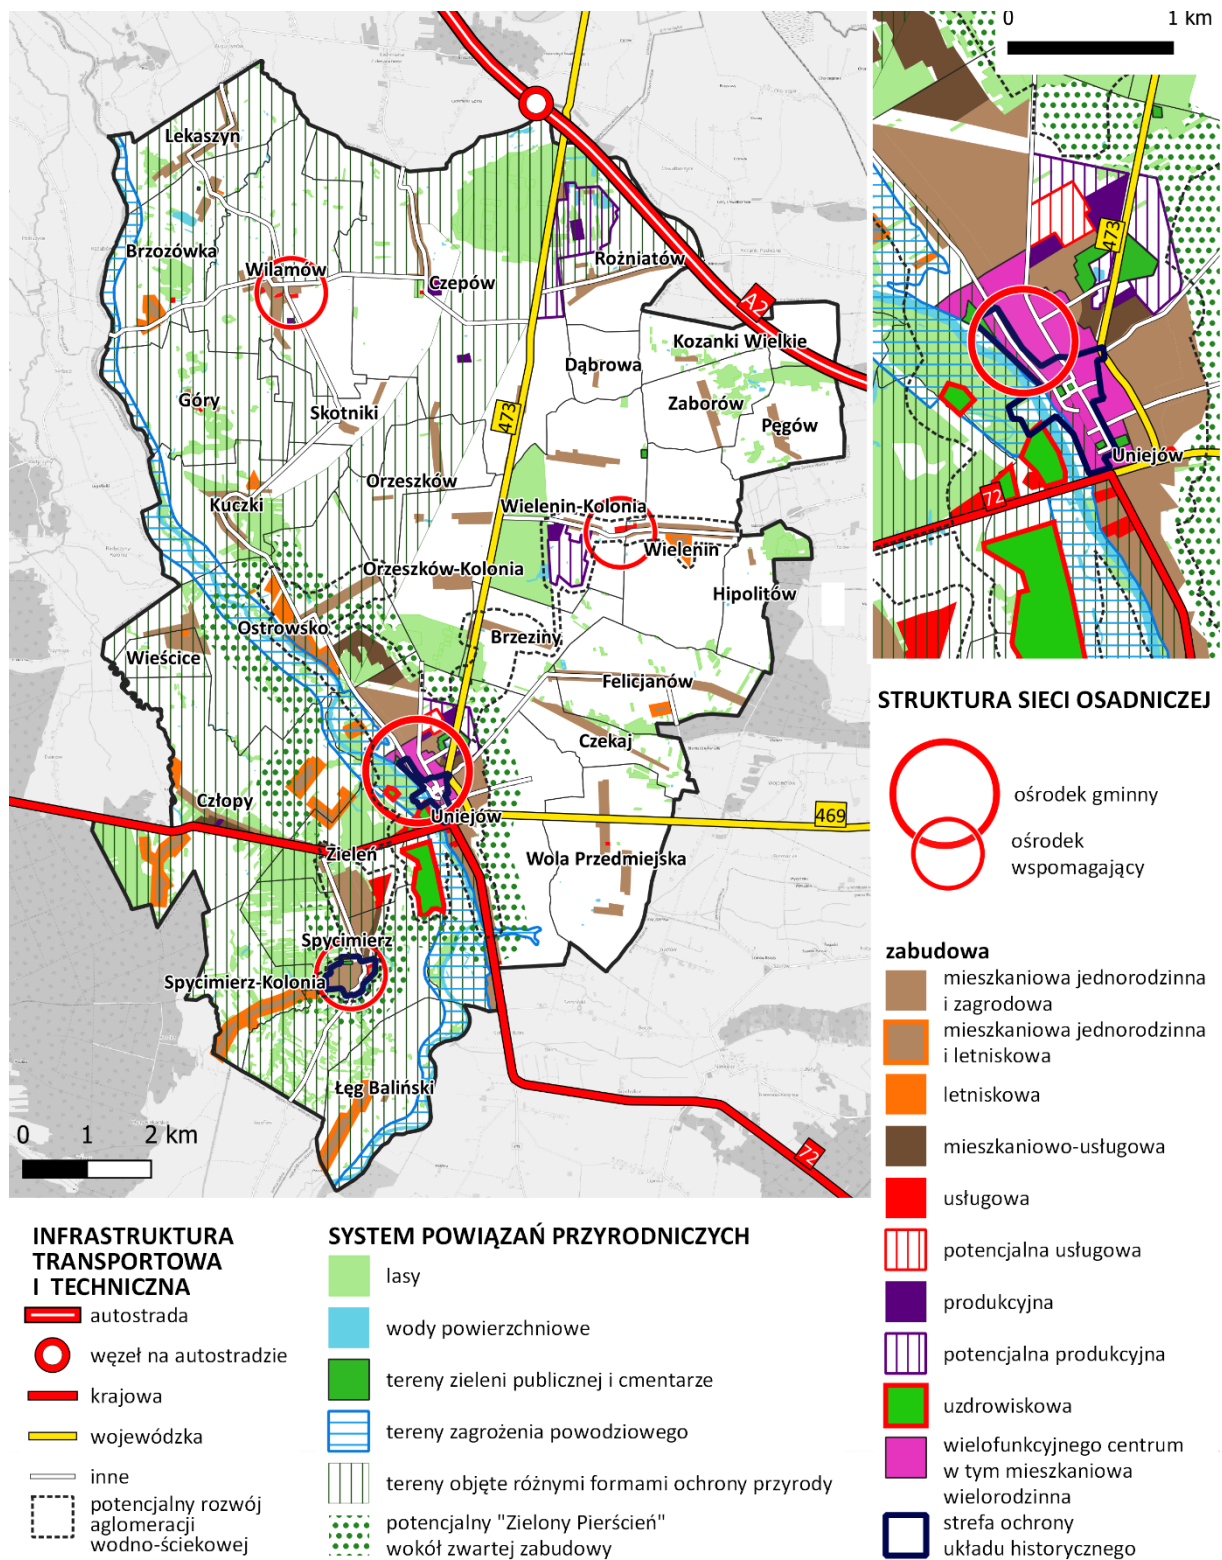 0 1 km
Lekaszyn
Brzozówka
Wilamów
Czepów
Rożniatów
A2
Kozanki Wielkie
Dąbrowa
Góry
Skotniki
473
Zaborów
Pęgów
Orzeszków
Kuczki
Wielenin-Kolonia
Wielenin
Orzeszków-Kolonia
Hipolitów
Ostrowsko
Brzeziny
Wieścice
Felicjanów
Czekaj
Człopy
Uniejów
469
Zieleń
Wola Przedmiejska
Spycimierz
Spycimierz-Kolonia
Łęg Baliński
72
0 1 2 km
473
Uniejów
72
STRUKTURA SIECI OSADNICZEJ
ośrodek gminny
ośrodek
wspomagający
zabudowa
mieszkaniowa jednorodzinna
i zagrodowa
mieszkaniowa jednorodzinna
i letniskowa
letniskowa
mieszkaniowo-usługowa
usługowa
potencjalna usługowa
produkcyjna
potencjalna produkcyjna
uzdrowiskowa
wielofunkcyjnego centrum
w tym mieszkaniowa
wielorodzinna
strefa ochrony
układu historycznego
INFRASTRUKTURA
TRANSPORTOWA
I TECHNICZNA
autostrada
węzeł na autostradzie
krajowa
wojewódzka
inne
potencjalny rozwój
aglomeracji
wodno-ściekowej
SYSTEM POWIĄZAŃ PRZYRODNICZYCH
lasy
wody powierzchniowe
tereny zieleni publicznej i cmentarze
tereny zagrożenia powodziowego
tereny objęte różnymi formami ochrony przyrody
potencjalny "Zielony Pierścień"
wokół zwartej zabudowy